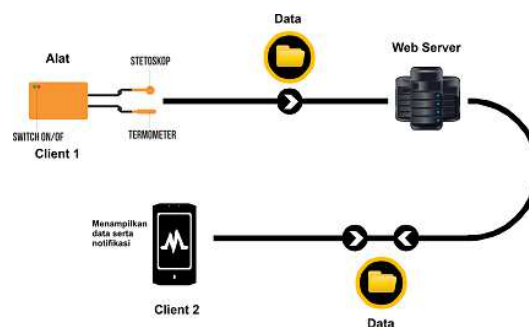 Data
Web Server
Alat
STETOSKOP
SWITCH ON/OF
TERMOMETER
Client 1
Menampilkan
data serta
notifikasi
Client 2
Data